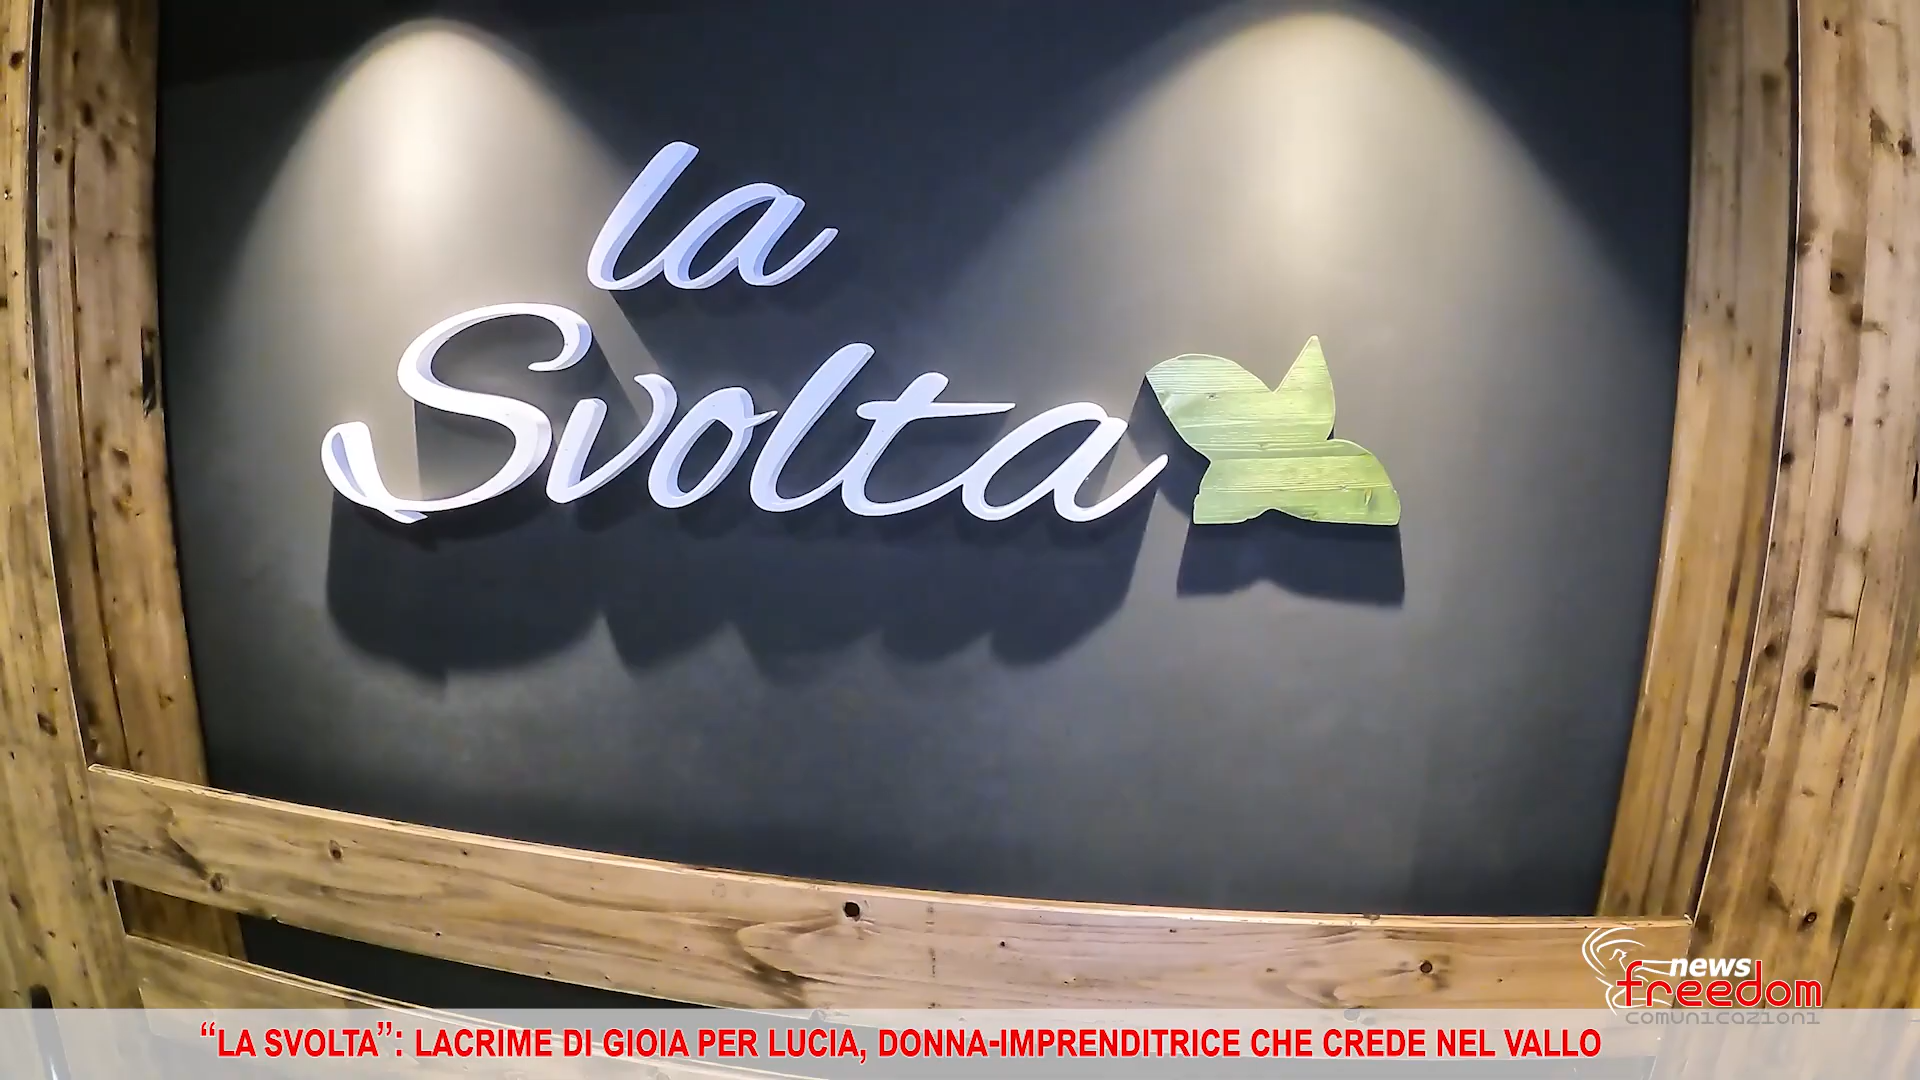 la
Svolta
news
freedom
comunicazioni
“LA SVOLTA”: LACRIME DI GIOIA PER LUCIA, DONNA-IMPRENDITRICE CHE CREDE NEL VALLO